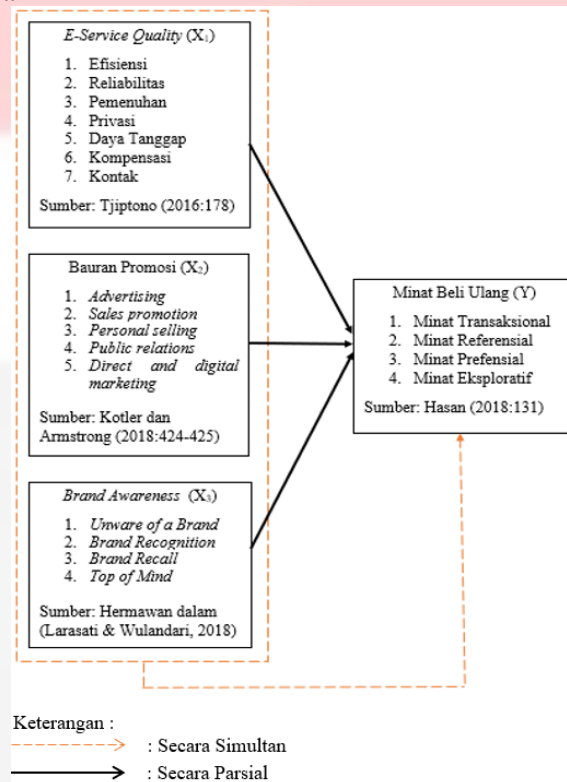 E-Service Quality (X₁)
1. Efisiensi
2. Reliabilitas
3. Pemenuhan
4. Privasi
5. Daya Tanggap
6. Kompensasi
7. Kontak
Sumber: Tjiptono (2016:178)
Bauran Promosi (X₂)
1. Advertising
2. Sales promotion
3. Personal selling
4. Public relations
5. Direct and digital
marketing
Sumber: Kotler dan
Armstrong (2018:424-425)
Brand Awareness (X₃)
1. Unware of a Brand
2. Brand Recognition
3. Brand Recall
4. Top of Mind
Sumber: Hermawan dalam
(Larasati & Wulandari, 2018)
Minat Beli Ulang (Y)
1. Minat Transaksional
2. Minat Referensial
3. Minat Prefensial
4. Minat Eksploratif
Sumber: Hasan (2018:131)
Keterangan :
: Secara Simultan
: Secara Parsial